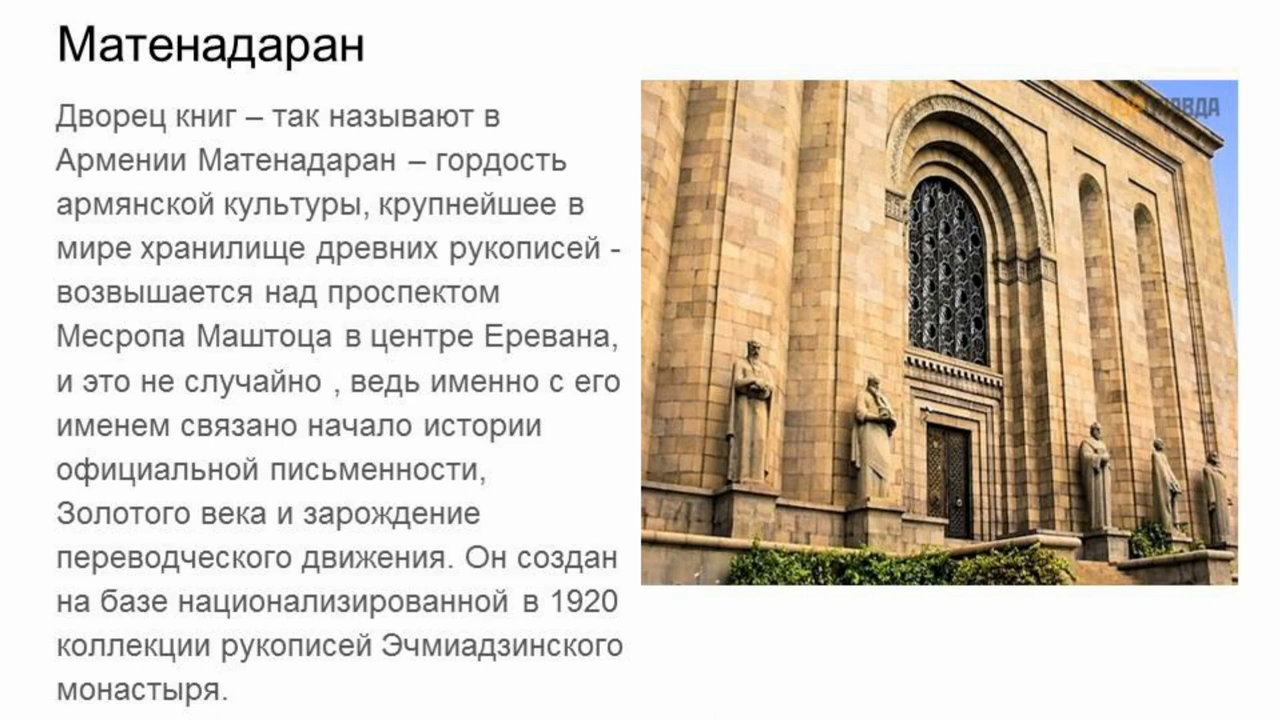 Матенадаран
Дворец книг – так называют в
Армении Матенадаран – гордость
армянской культуры, крупнейшее в
мире хранилище древних рукописей -
возвышается над проспектом
Месропа Маштоца в центре Еревана,
и это не случайно , ведь именно с его
именем связано начало истории
официальной письменности,
Золотого века и зарождение
переводческого движения. Он создан
на базе национализированной в 1920
коллекции рукописей Эчмиадзинского
монастыря.